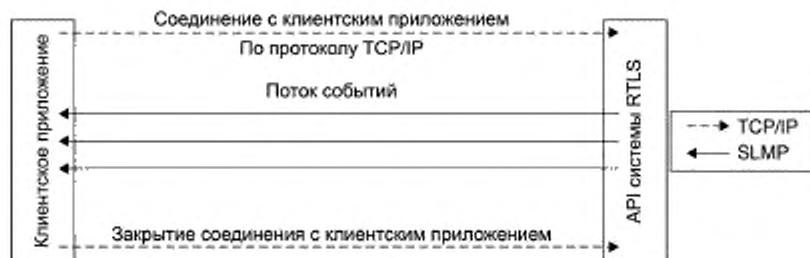 Соединение с клиентским приложением
По протоколу TCP/IP
Поток событий
Закрытие соединения с клиентским приложением
Клиентское приложение
API системы RTLS
TCP/IP
SLMP